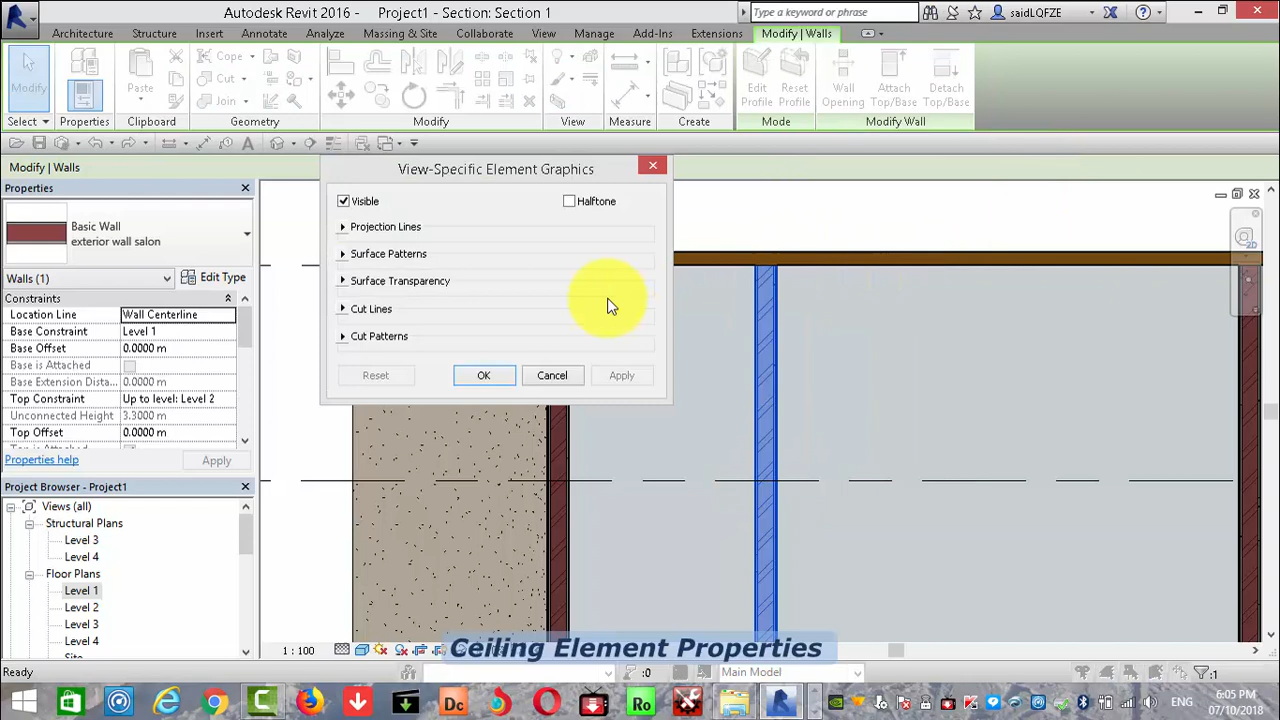 Autodesk Revit 2016 - Project1 - Section: Section 1
Type a keyword or phrase
saidLQFZE
Architecture Structure Insert Annotate Analyze Massing & Site Collaborate View Manage Add-Ins Extensions Modify | Walls
Modify
Paste
Cope
Cut
Join
Edit Profile
Reset Profile
Wall Opening
Attach Top/Base
Detach Top/Base
Select Properties Clipboard Geometry Modify View Measure Create Mode Modify Wall
Modify | Walls
Properties
Basic Wall
exterior wall salon
Walls (1)
Edit Type
Constraints
Location Line Wall Centerline
Base Constraint Level 1
Base Offset 0.0000 m
Base is Attached
Base Extension Dista... 0.0000 m
Top Constraint Up to level: Level 2
Unconnected Height 3.3000 m
Top Offset 0.0000 m
Properties help
Apply
Project Browser - Project1
Views (all)
Structural Plans
Level 3
Level 4
Floor Plans
Level 1
Level 2
Level 3
Level 4
Site
View-Specific Element Graphics
Visible
Halftone
Projection Lines
Surface Patterns
Surface Transparency
Cut Lines
Cut Patterns
Reset
OK
Cancel
Apply
2D
1 : 100
Ceiling Element Properties
Ready
:0
Main Model
:1
Dc
Ro
ENG
6:05 PM
07/10/2018